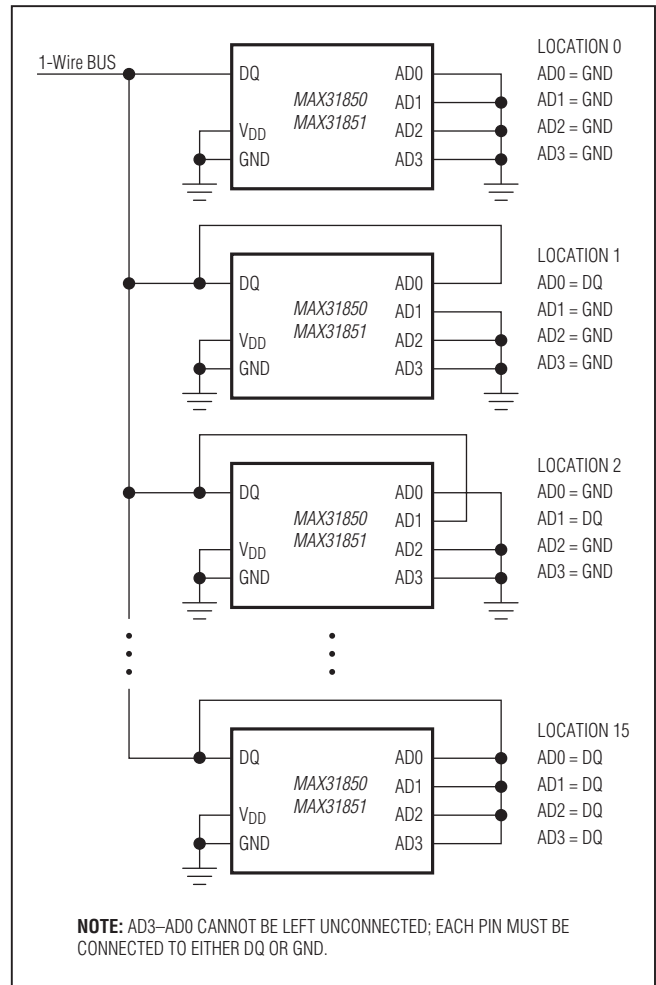 1-Wire BUS
DQ
VDD
GND
MAX31850
MAX31851
AD0
AD1
AD2
AD3
LOCATION 0
AD0 = GND
AD1 = GND
AD2 = GND
AD3 = GND
DQ
VDD
GND
MAX31850
MAX31851
AD0
AD1
AD2
AD3
LOCATION 1
AD0 = DQ
AD1 = GND
AD2 = GND
AD3 = GND
DQ
VDD
GND
MAX31850
MAX31851
AD0
AD1
AD2
AD3
LOCATION 2
AD0 = GND
AD1 = DQ
AD2 = GND
AD3 = GND
DQ
VDD
GND
MAX31850
MAX31851
AD0
AD1
AD2
AD3
LOCATION 15
AD0 = DQ
AD1 = DQ
AD2 = DQ
AD3 = DQ
NOTE: AD3–AD0 CANNOT BE LEFT UNCONNECTED; EACH PIN MUST BE
CONNECTED TO EITHER DQ OR GND.